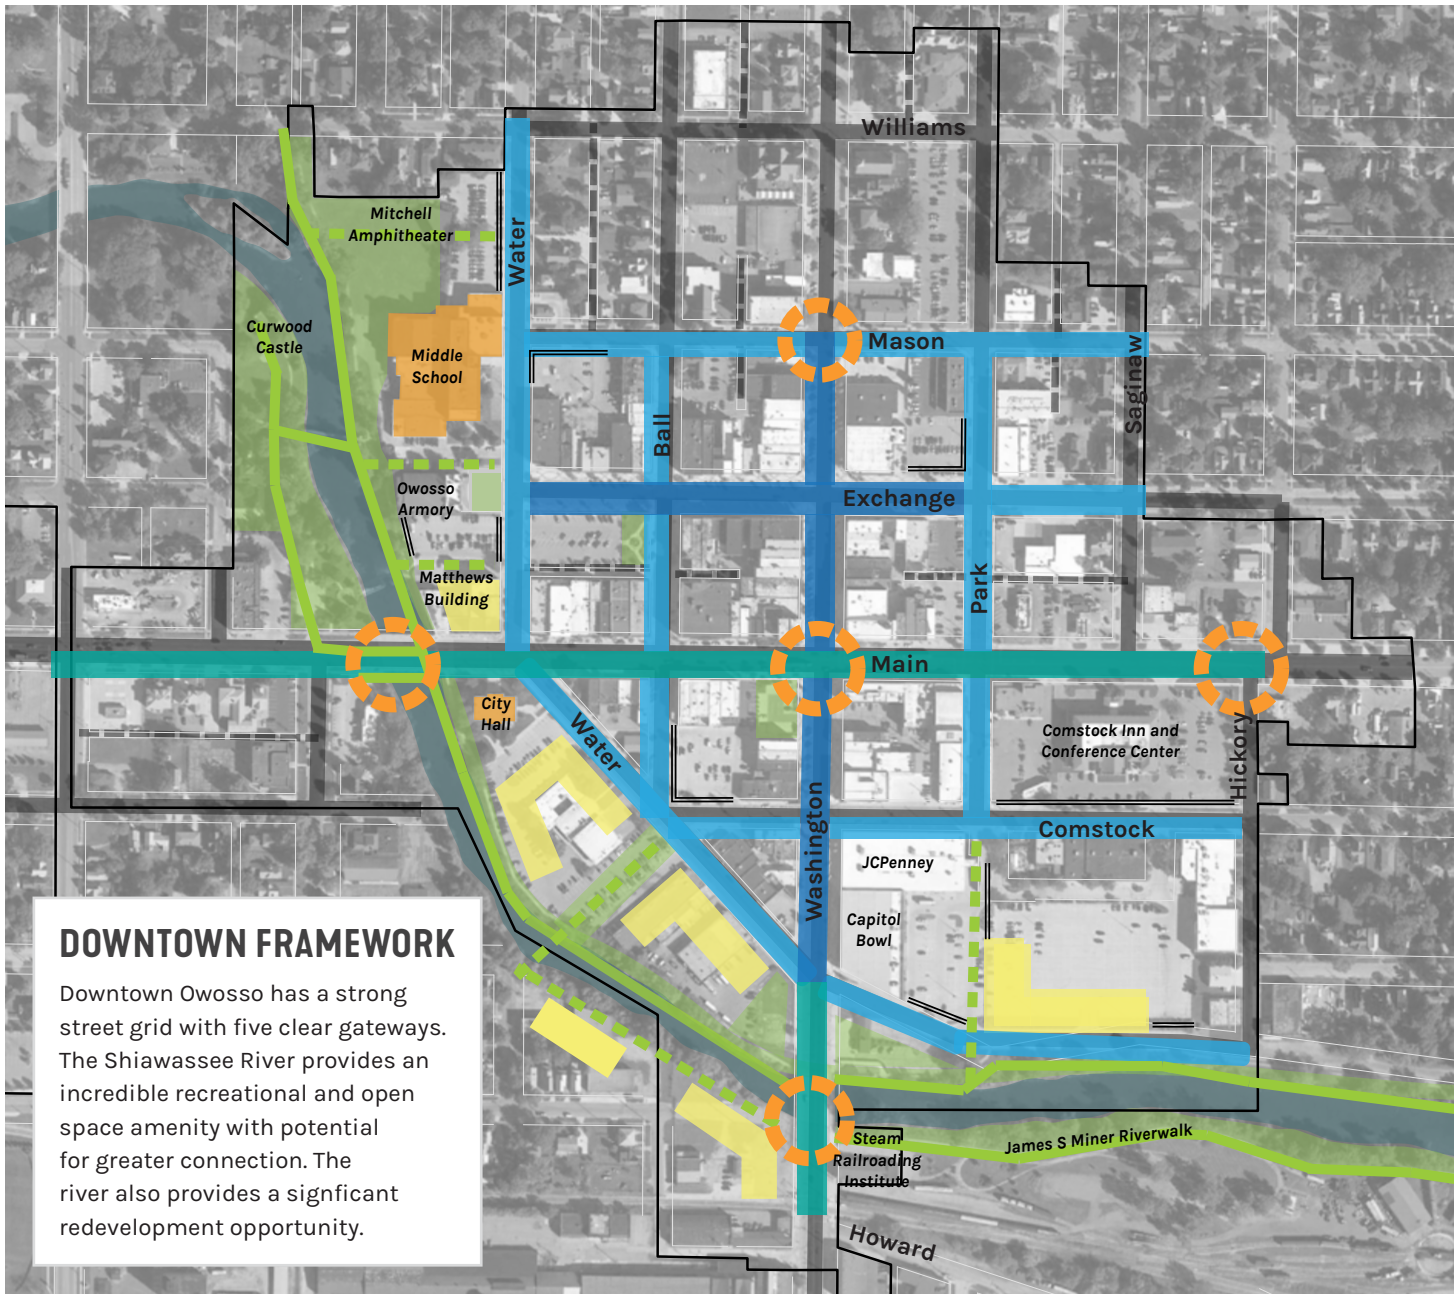 Williams
Mitchell
Amphitheater
Water
Curwood
Castle
Middle
School
Mason
Saginaw
Ball
Owosso
Armory
Exchange
Matthews
Building
Park
Main
City
Hall
Water
Comstock Inn and
Conference Center
Hickory
Washington
Comstock
JCPenney
Capitol
Bowl
DOWNTOWN FRAMEWORK
Downtown Owosso has a strong
street grid with five clear gateways.
The Shiawassee River provides an
incredible recreational and open
space amenity with potential
for greater connection. The
river also provides a signficant
redevelopment opportunity.
Steam
Railroading
Institute
James S Miner Riverwalk
Howard